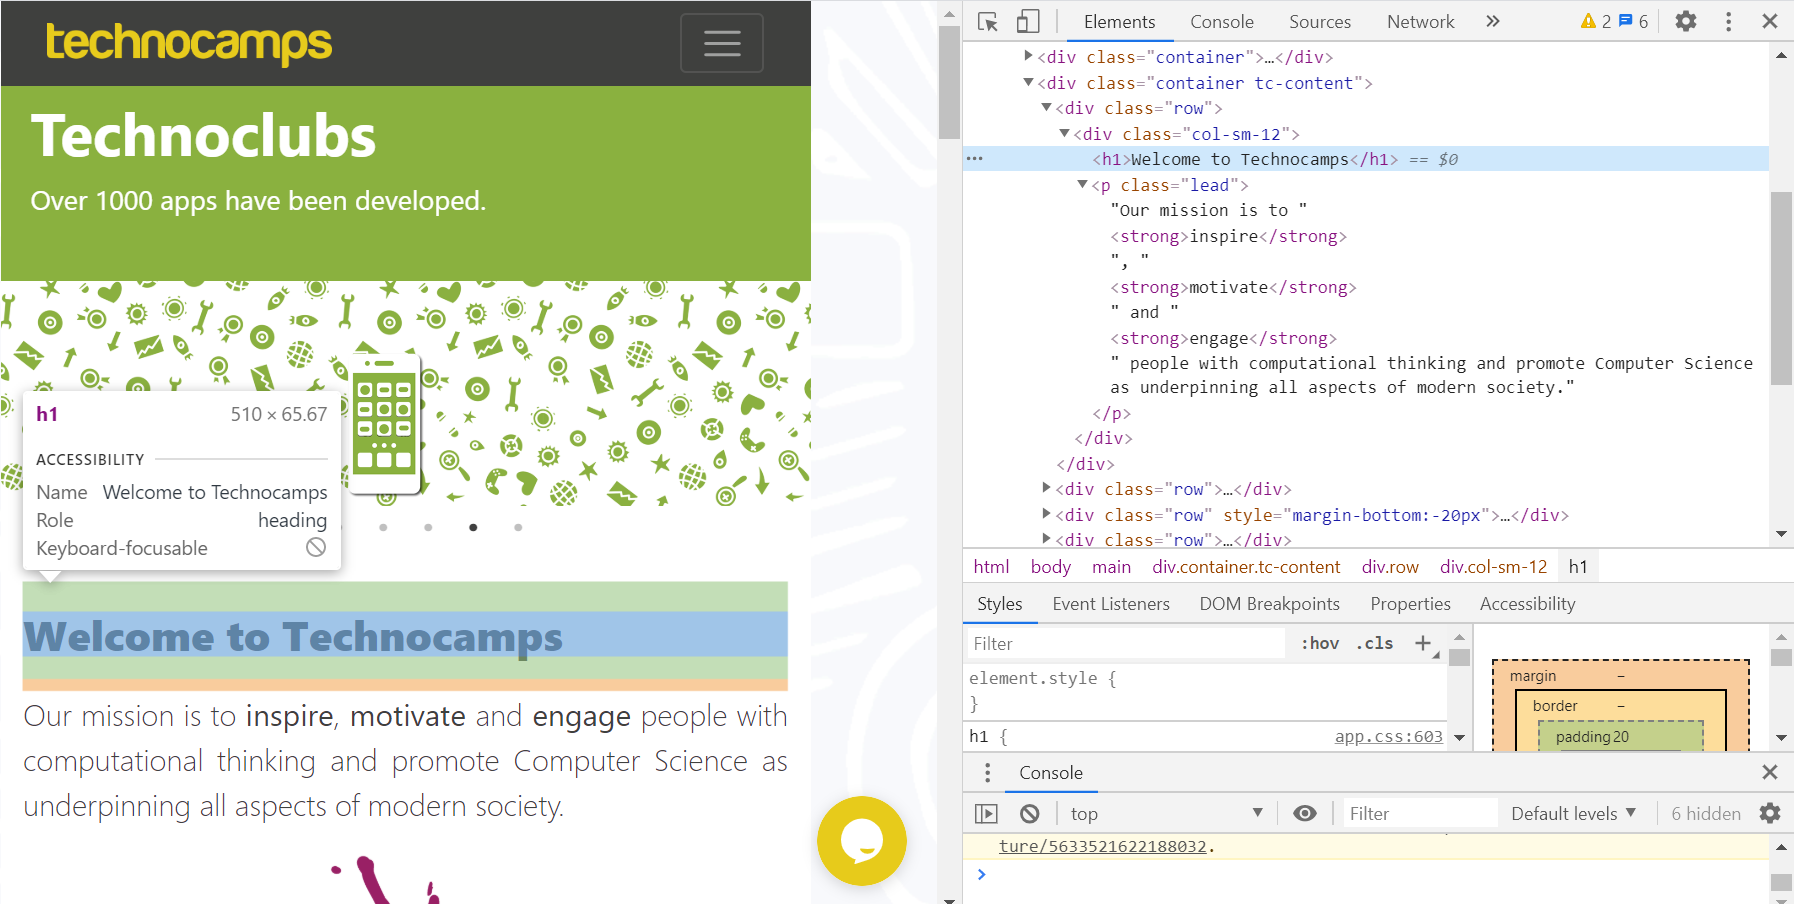 technocamps
Technoclubs
Over 1000 apps have been developed.
h1 510 × 65.67
ACCESSIBILITY
Name Welcome to Technocamps
Role heading
Keyboard-focusable
Welcome to Technocamps
Our mission is to inspire, motivate and engage people with
computational thinking and promote Computer Science as
underpinning all aspects of modern society.
Elements Console Sources Network » 2 6
<div class="container">…</div>
<div class="container tc-content">
<div class="row">
<div class="col-sm-12">
<h1>Welcome to Technocamps</h1> == $0
<p class="lead">
"Our mission is to "
<strong>inspire</strong>
", "
<strong>motivate</strong>
" and "
<strong>engage</strong>
" people with computational thinking and promote Computer Science
as underpinning all aspects of modern society."
</p>
</div>
</div>
<div class="row">…</div>
<div class="row" style="margin-bottom:-20px">…</div>
<div class="row">…</div>
html body main div.container.tc-content div.row div.col-sm-12 h1
Styles Event Listeners DOM Breakpoints Properties Accessibility
Filter :hov .cls +
element.style {
}
h1 { app.css:603
margin –
border –
padding 20
Console
top Filter Default levels 6 hidden
ture/5633521622188032.